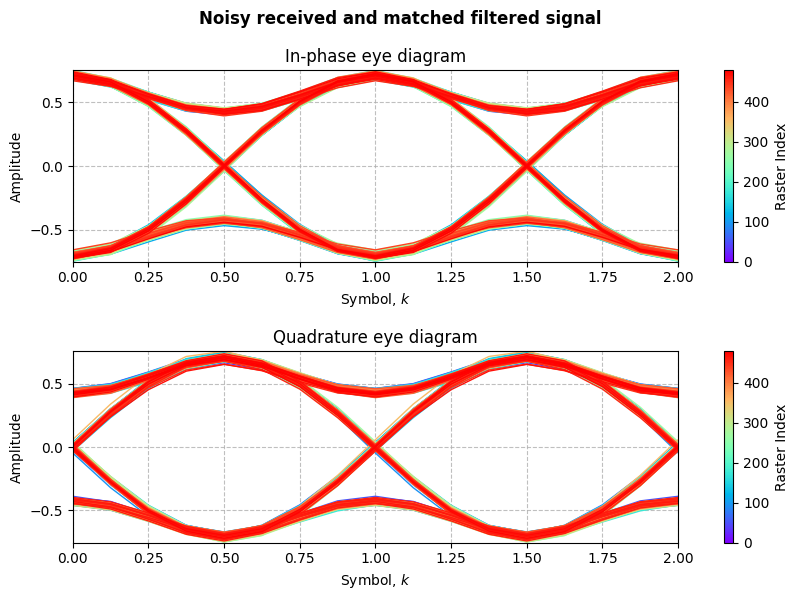 Noisy received and matched filtered signal
In-phase eye diagram
Amplitude
0.5
0.0
−0.5
0.00 0.25 0.50 0.75 1.00 1.25 1.50 1.75 2.00
Symbol, k
400
300
200
100
0
Raster Index
Quadrature eye diagram
Amplitude
0.5
0.0
−0.5
0.00 0.25 0.50 0.75 1.00 1.25 1.50 1.75 2.00
Symbol, k
400
300
200
100
0
Raster Index